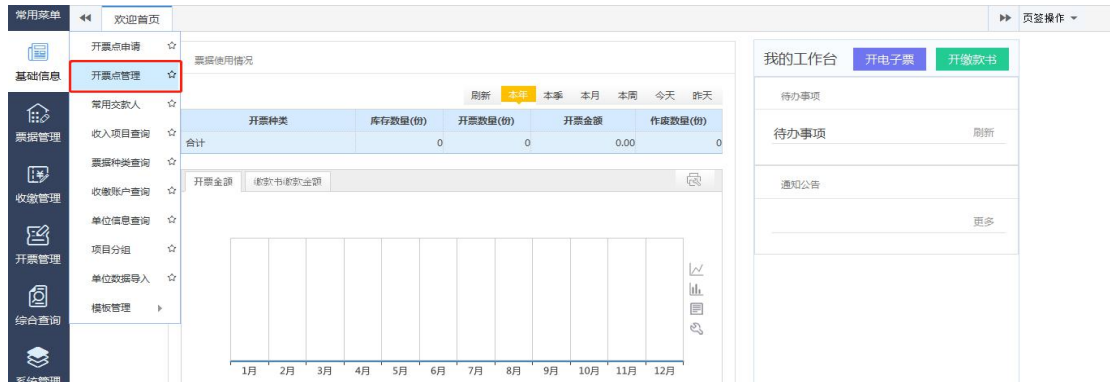 常用菜单
欢迎首页
页签操作
基础信息
票据管理
收缴管理
开票管理
综合查询
系统管理
开票点申请
开票点管理
常用交款人
收入项目查询
票据种类查询
收缴账户查询
单位信息查询
项目分组
单位数据导入
模板管理
票据使用情况
刷新 本年 本季 本月 本周 今天 昨天
开票种类 库存数量(份) 开票数量(份) 开票金额 作废数量(份)
合计 0 0 0.00 0
开票金额 缴款书缴款金额
1月 2月 3月 4月 5月 6月 7月 8月 9月 10月 11月 12月
我的工作台 开电子票 开缴款书
待办事项
待办事项 刷新
通知公告
更多